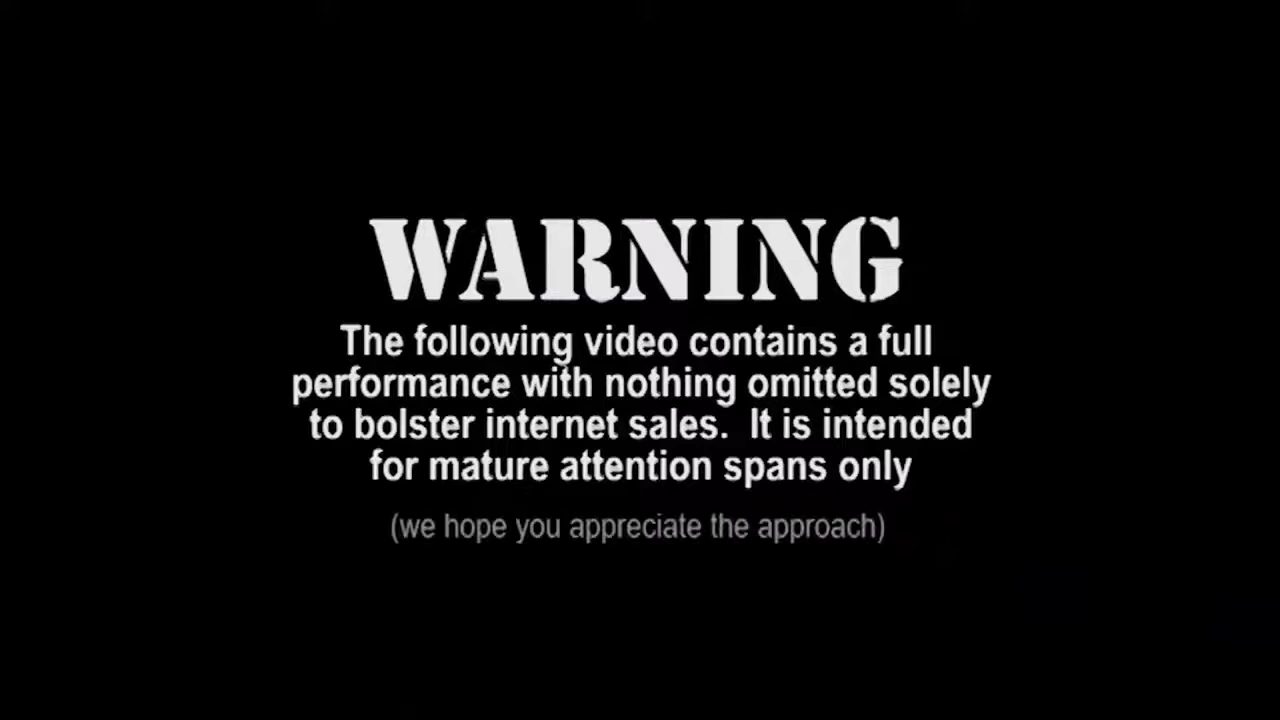 WARNING
The following video contains a full
performance with nothing omitted solely
to bolster internet sales.  It is intended
for mature attention spans only
(we hope you appreciate the approach)